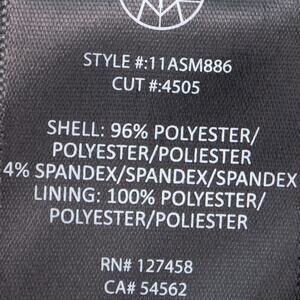 STYLE #:11ASM886
CUT #:4505
SHELL: 96% POLYESTER/
POLYESTER/POLIESTER
4% SPANDEX/SPANDEX/SPANDEX
LINING: 100% POLYESTER/
POLYESTER/POLIESTER
RN# 127458
CA# 54562